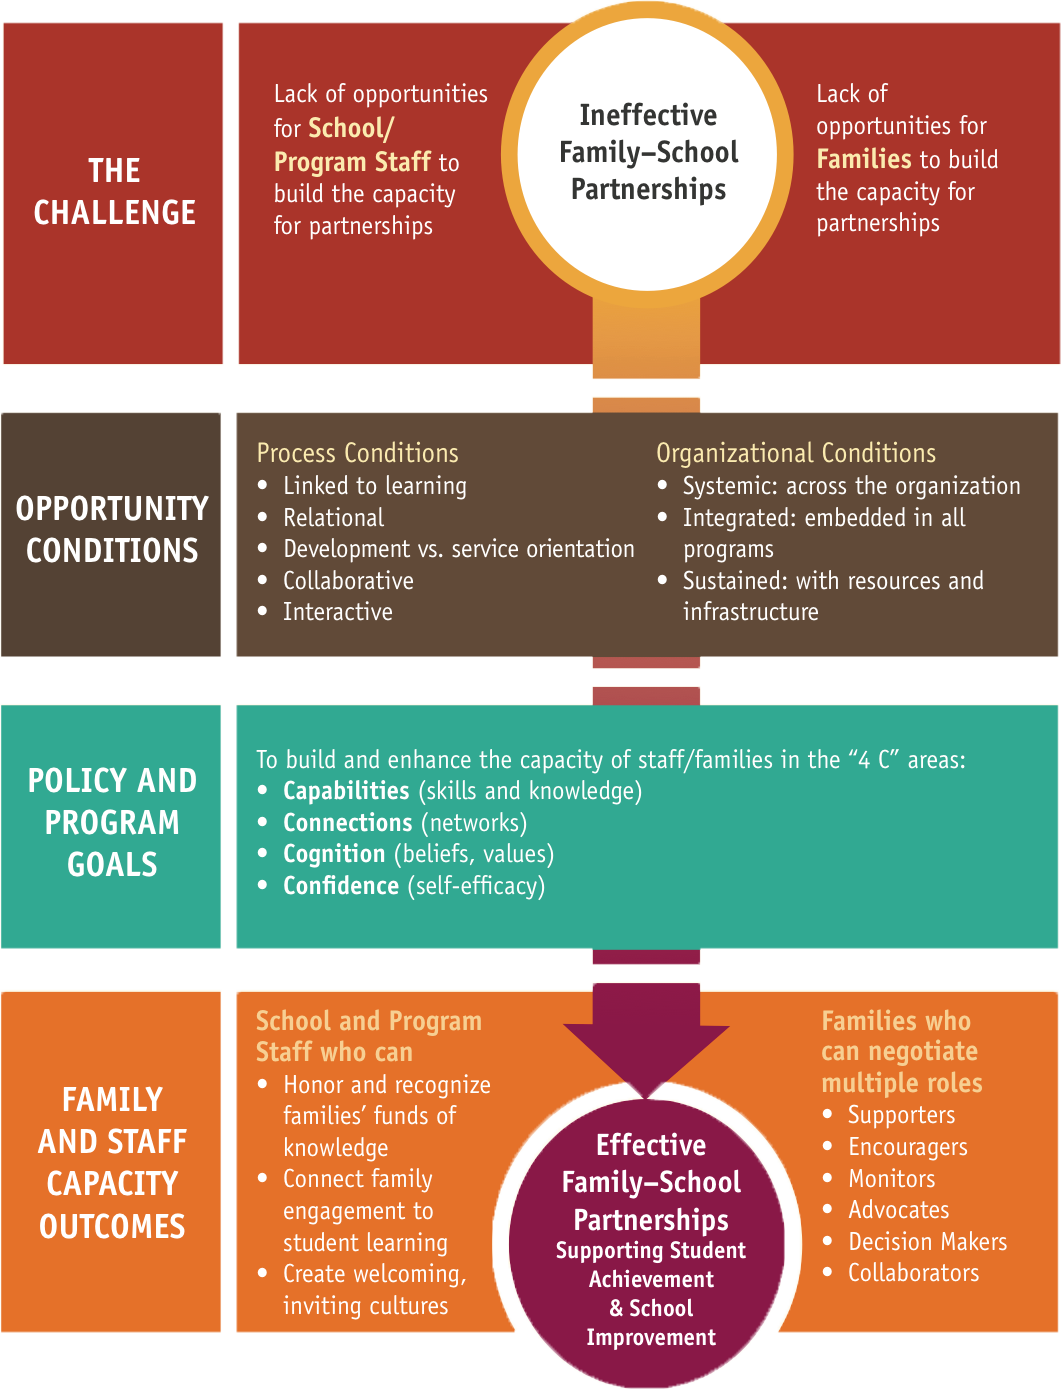 THE
CHALLENGE
Lack of opportunities
for School/
Program Staff to
build the capacity
for partnerships
Ineffective
Family–School
Partnerships
Lack of
opportunities for
Families to build
the capacity for
partnerships
OPPORTUNITY
CONDITIONS
Process Conditions
• Linked to learning
• Relational
• Development vs. service orientation
• Collaborative
• Interactive
Organizational Conditions
• Systemic: across the organization
• Integrated: embedded in all
programs
• Sustained: with resources and
infrastructure
POLICY AND
PROGRAM
GOALS
To build and enhance the capacity of staff/families in the “4 C” areas:
• Capabilities (skills and knowledge)
• Connections (networks)
• Cognition (beliefs, values)
• Confidence (self-efficacy)
FAMILY
AND STAFF
CAPACITY
OUTCOMES
School and Program
Staff who can
• Honor and recognize
families’ funds of
knowledge
• Connect family
engagement to
student learning
• Create welcoming,
inviting cultures
Effective
Family–School
Partnerships
Supporting Student
Achievement
& School
Improvement
Families who
can negotiate
multiple roles
• Supporters
• Encouragers
• Monitors
• Advocates
• Decision Makers
• Collaborators